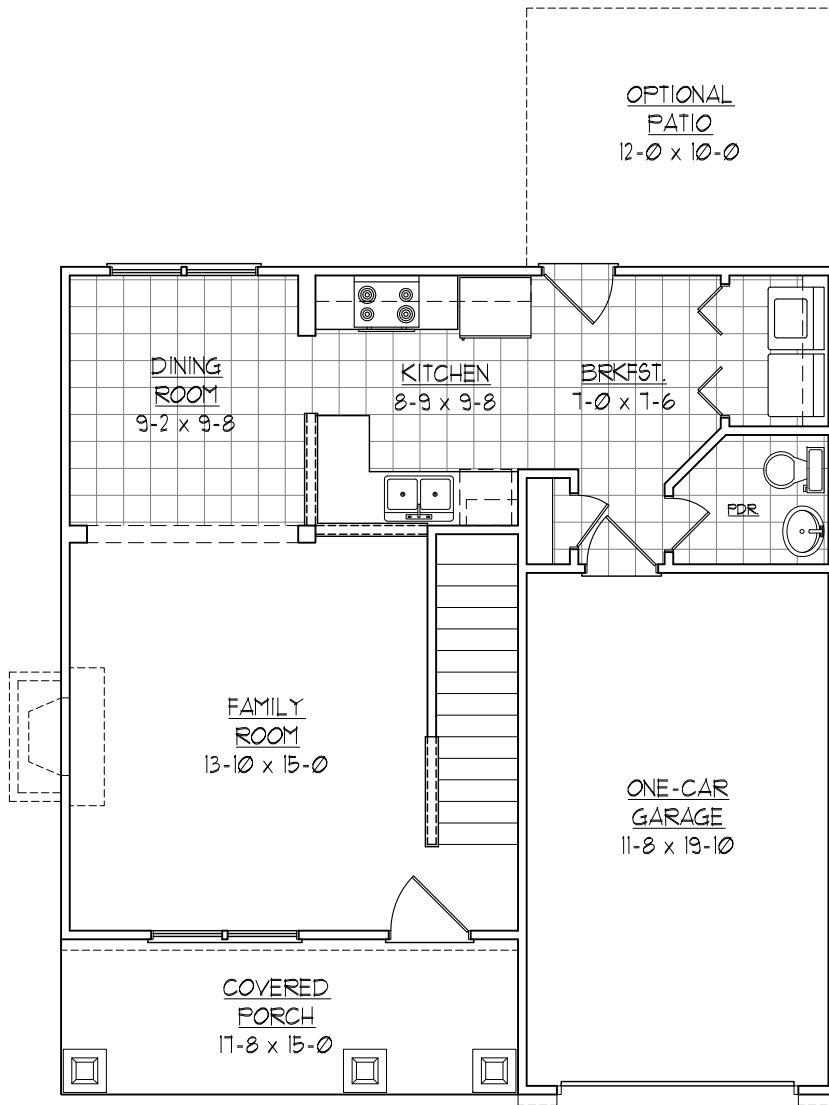 OPTIONAL
PATIO
12-0 x 10-0
DINING
ROOM
9-2 x 9-8
KITCHEN
8-9 x 9-8
BRKFST.
7-0 x 7-6
PDR.
FAMILY
ROOM
13-10 x 15-0
ONE-CAR
GARAGE
11-8 x 19-10
COVERED
PORCH
17-8 x 15-0